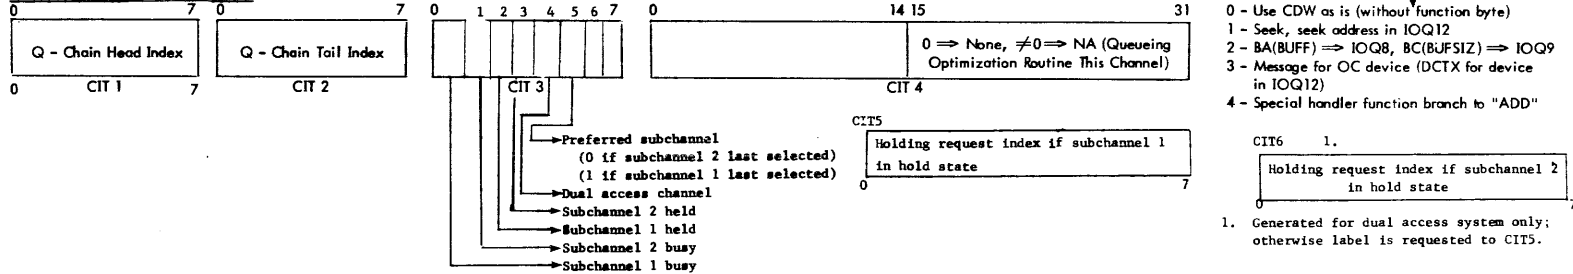 0 7
Q - Chain Head Index
CIT 1
0 7
0 7
Q - Chain Tail Index
CIT 2
0 1 2 3 4 5 6 7
CIT 3
Preferred subchannel
(0 if subchannel 2 last selected)
(1 if subchannel 1 last selected)
Dual access channel
Subchannel 2 held
Subchannel 1 held
Subchannel 2 busy
Subchannel 1 busy
0 14 15 31
0 ⇒ None, ≠0 ⇒ NA (Queueing
Optimization Routine This Channel)
CIT 4
CIT5
Holding request index if subchannel 1
in hold state
0 7
0 - Use CDW as is (without function byte)
1 - Seek, seek address in IOQ12
2 - BA(BUFF) ⇒ IOQ8, BC(BUFSIZ) ⇒ IOQ9
3 - Message for OC device (DCTX for device
in IOQ12)
4 - Special handler function branch to "ADD"
CIT6 1.
Holding request index if subchannel 2
in hold state
0 7
1. Generated for dual access system only;
otherwise label is requested to CIT5.